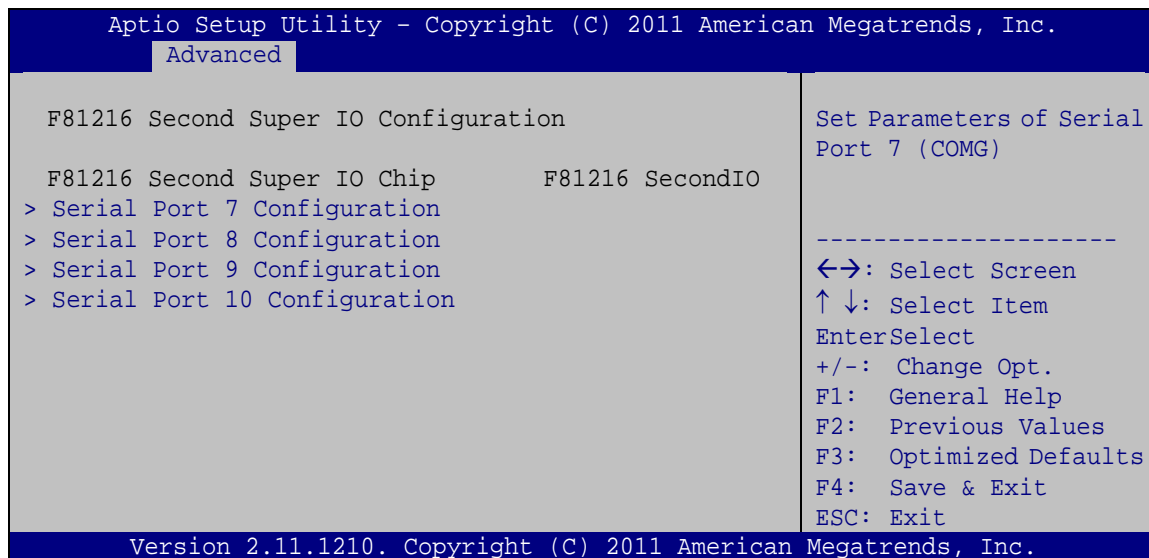 Aptio Setup Utility – Copyright (C) 2011 American Megatrends, Inc.
Advanced
F81216 Second Super IO Configuration
F81216 Second Super IO Chip F81216 SecondIO
> Serial Port 7 Configuration
> Serial Port 8 Configuration
> Serial Port 9 Configuration
> Serial Port 10 Configuration
Set Parameters of Serial
Port 7 (COMG)
---------------------
←→: Select Screen
↑ ↓: Select Item
EnterSelect
+/-: Change Opt.
F1: General Help
F2: Previous Values
F3: Optimized Defaults
F4: Save & Exit
ESC: Exit
Version 2.11.1210. Copyright (C) 2011 American Megatrends, Inc.